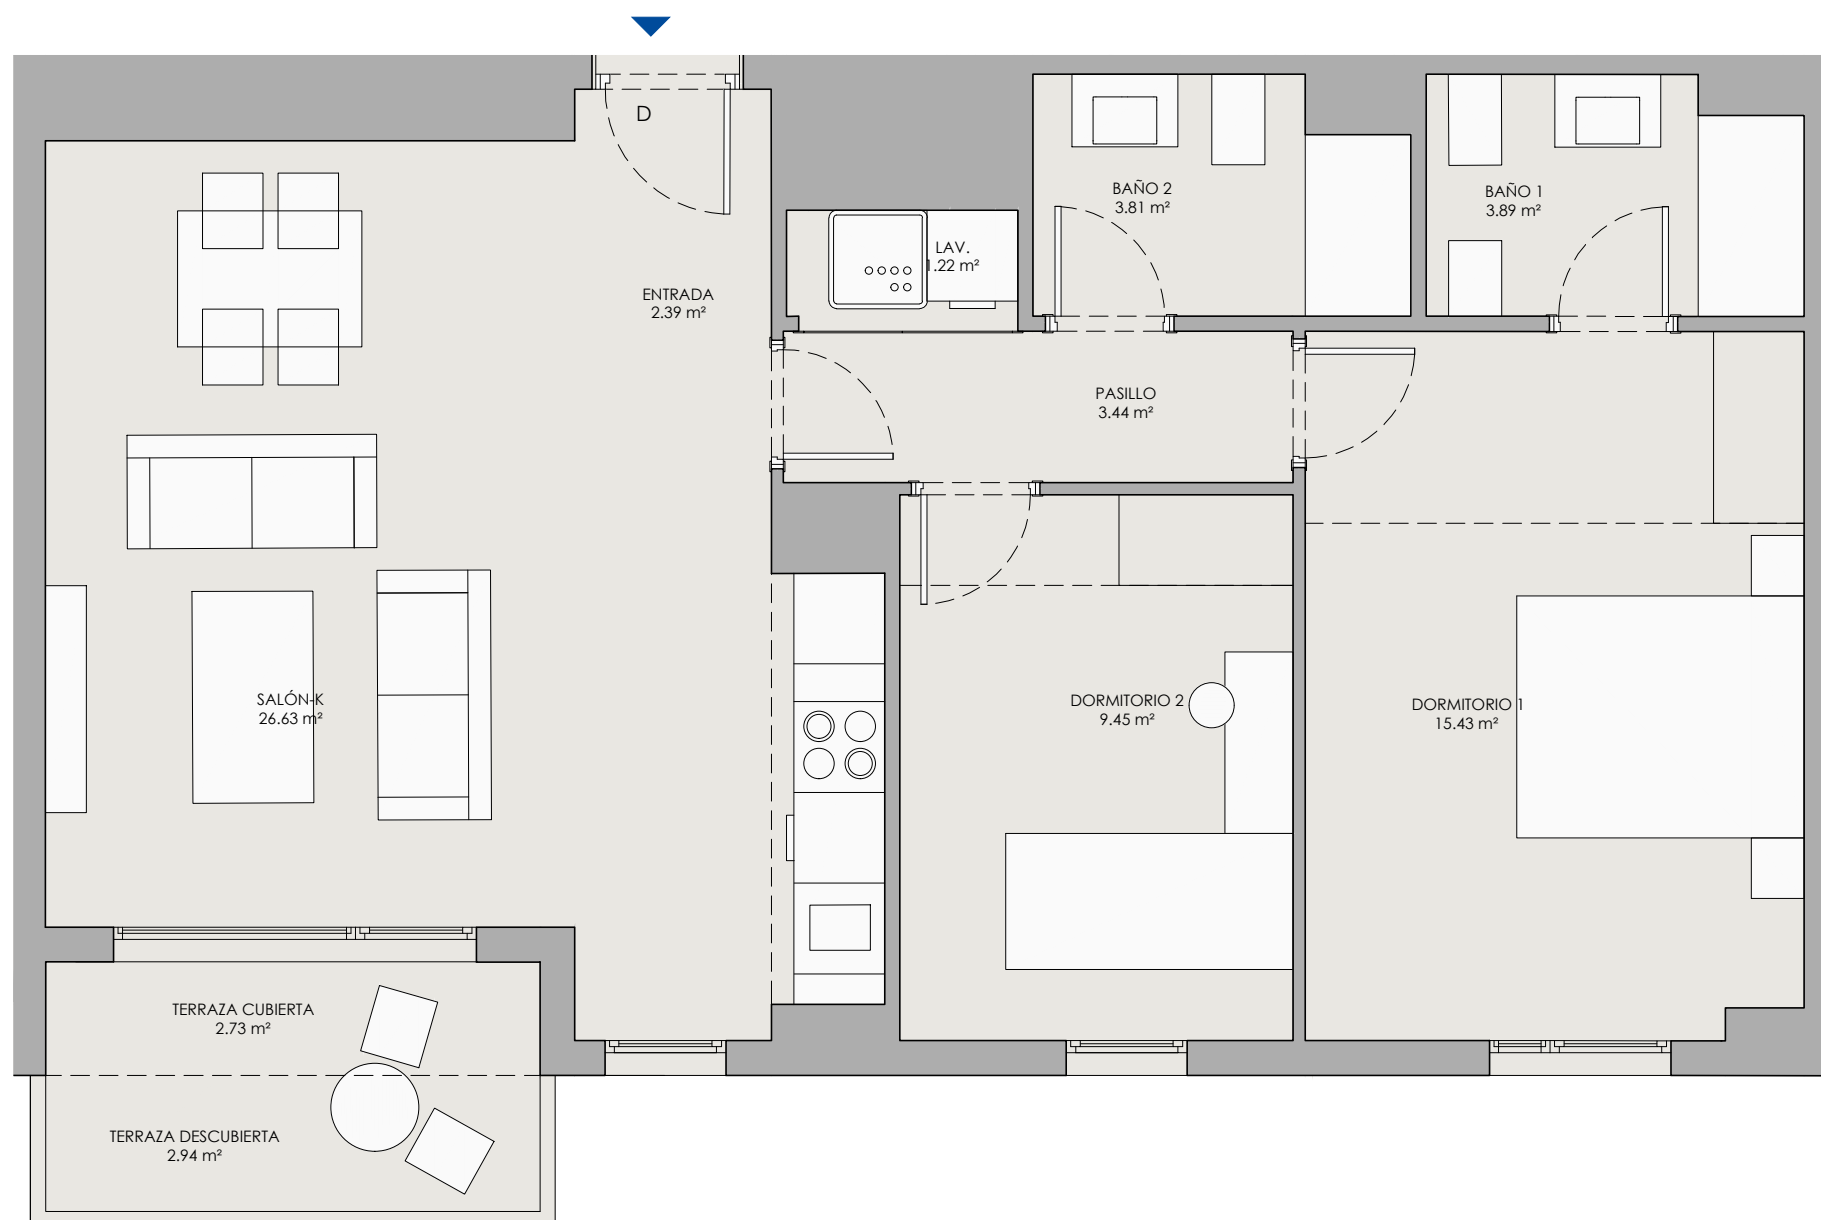 D
BAÑO 2
3.81 m²
BAÑO 1
3.89 m²
LAV.
1.22 m²
ENTRADA
2.39 m²
PASILLO
3.44 m²
SALÓN-K
26.63 m²
DORMITORIO 2
9.45 m²
DORMITORIO 1
15.43 m²
TERRAZA CUBIERTA
2.73 m²
TERRAZA DESCUBIERTA
2.94 m²